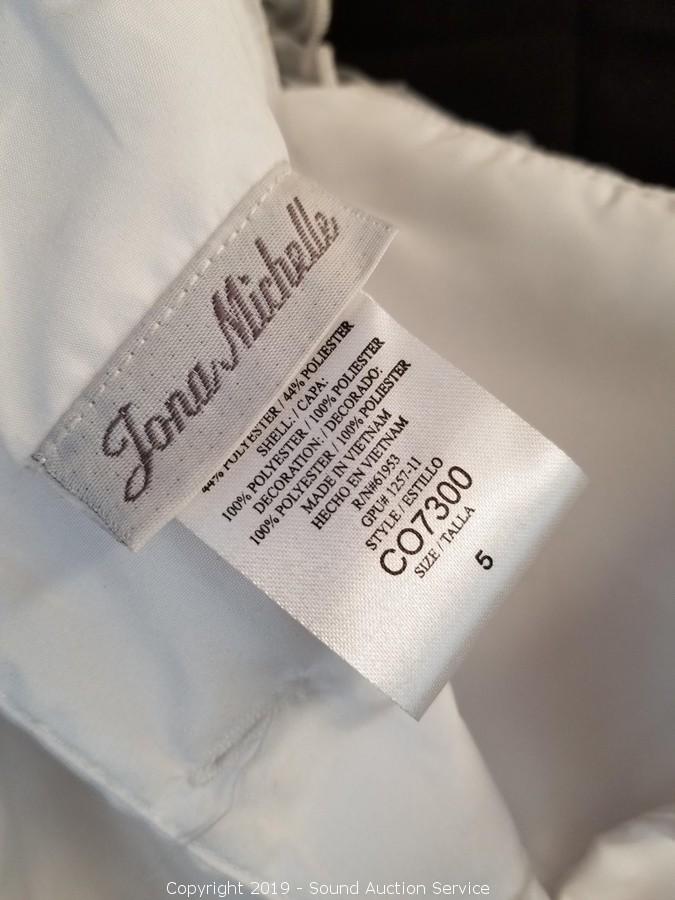 Jona Michelle
44% POLYESTER / 44% POLIESTER
SHELL: / CAPA:
100% POLYESTER / 100% POLIESTER
DECORATION: / DECORADO:
100% POLYESTER / 100% POLIESTER
MADE IN VIETNAM
HECHO EN VIETNAM
R/N#61953
GPU# 1257-11
STYLE / ESTILLO
CO7300
SIZE / TALLA
5
Copyright 2019 - Sound Auction Service